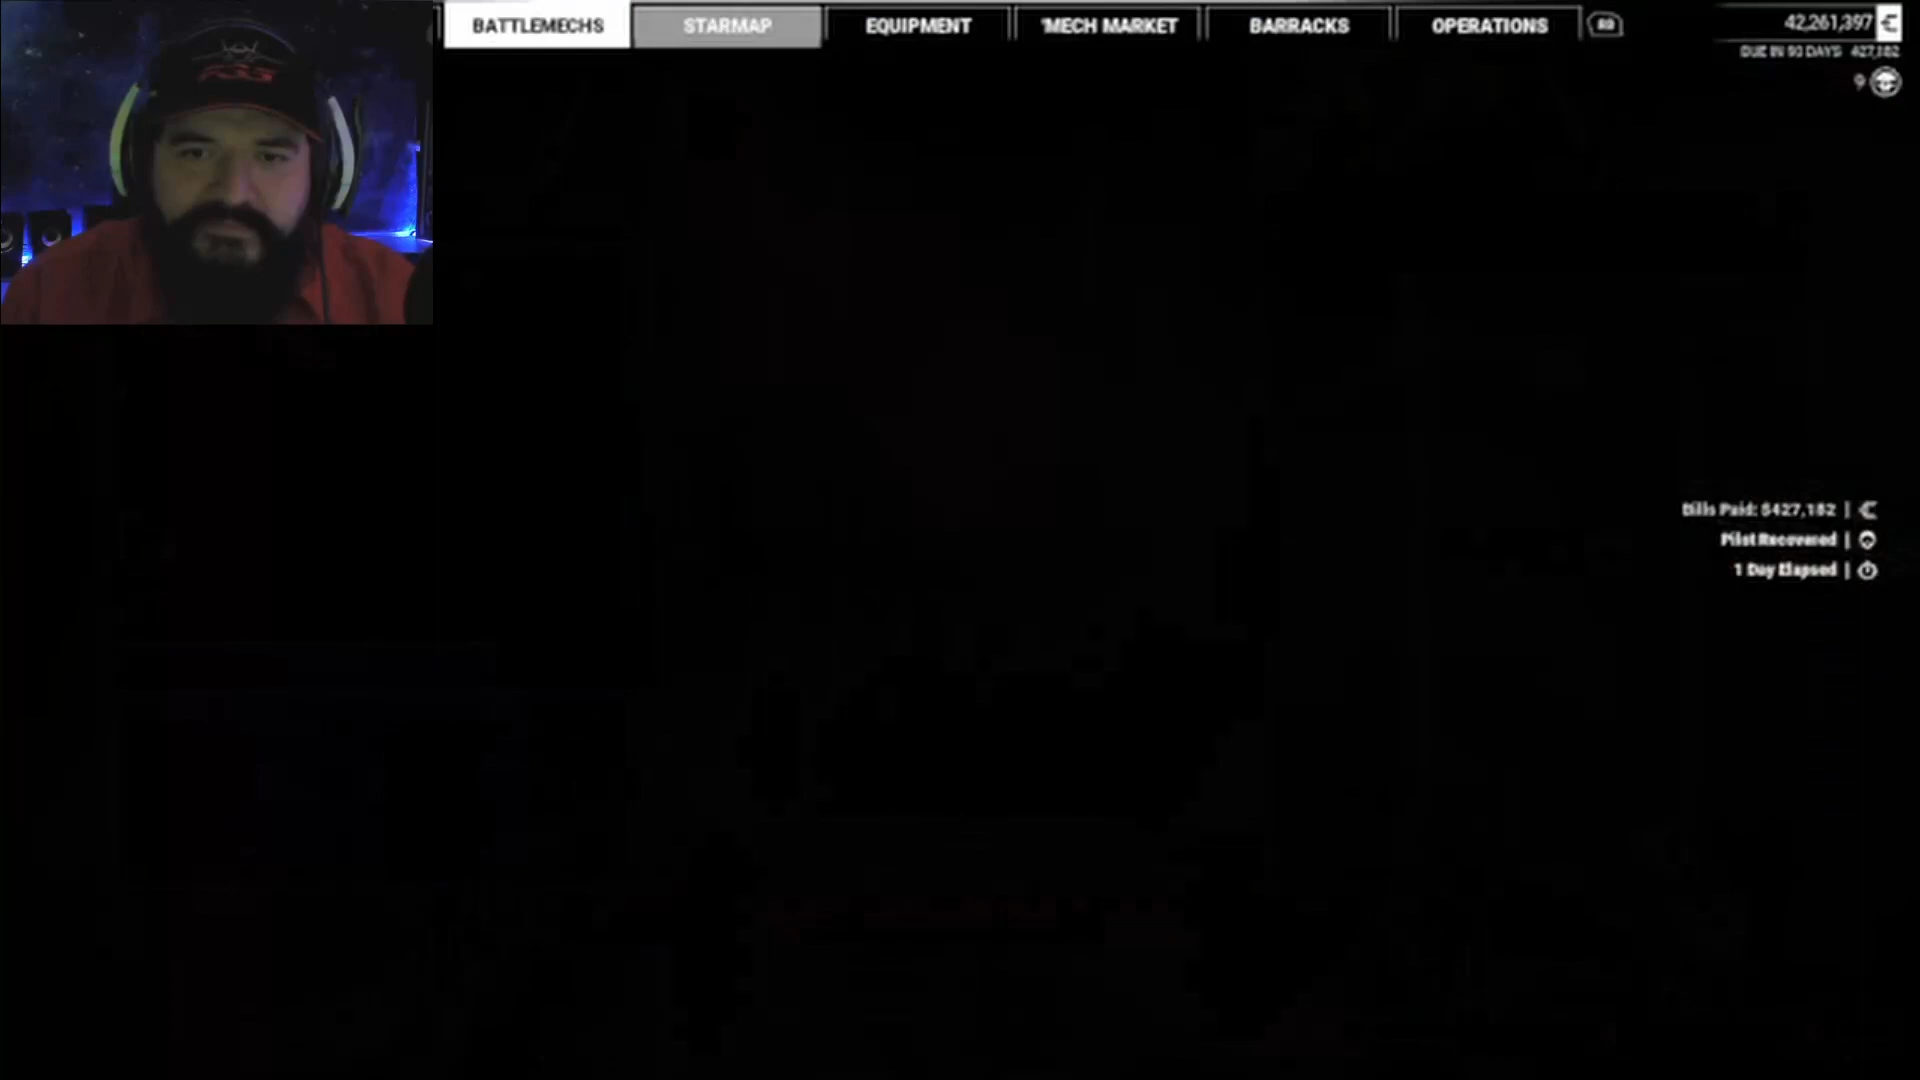 BATTLEMECHS STARMAP EQUIPMENT 'MECH MARKET BARRACKS OPERATIONS RB
42,261,397
DUE IN 90 DAYS 427,182
9
Bills Paid: $427,182
Pilot Recovered
1 Day Elapsed